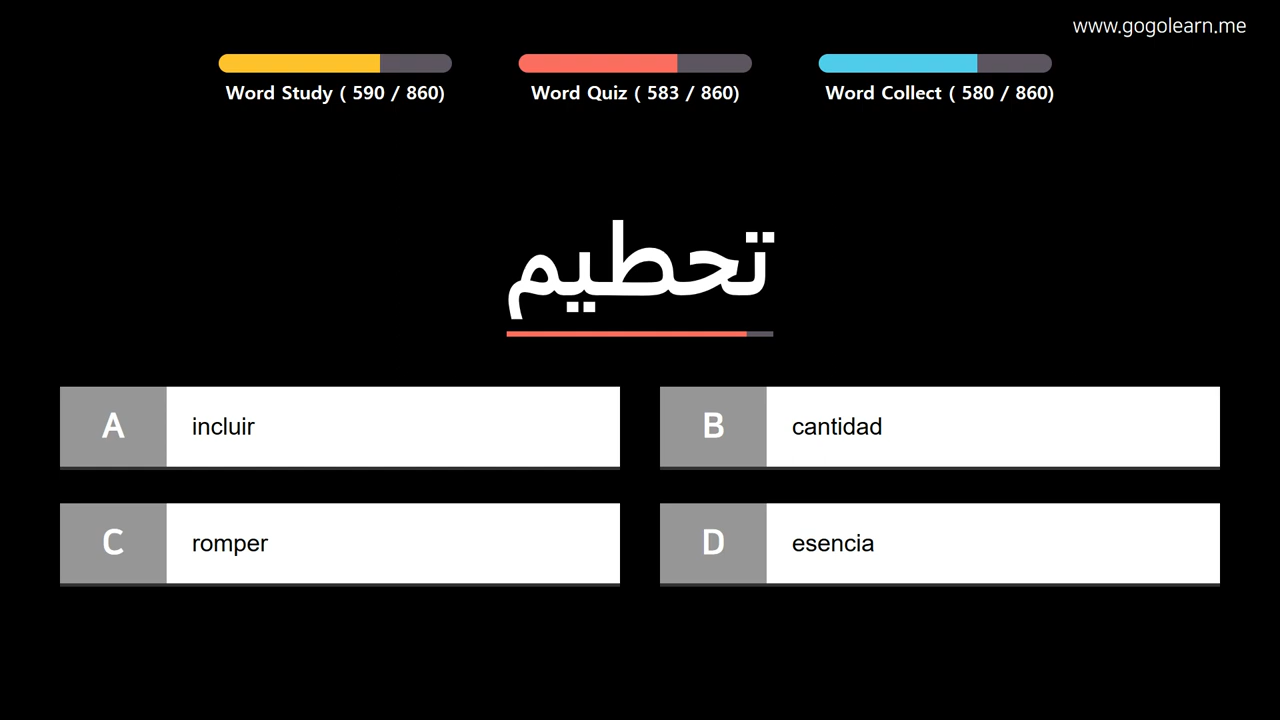 www.gogolearn.me
Word Study ( 590 / 860)
Word Quiz ( 583 / 860)
Word Collect ( 580 / 860)
تحطيم
A incluir
B cantidad
C romper
D esencia